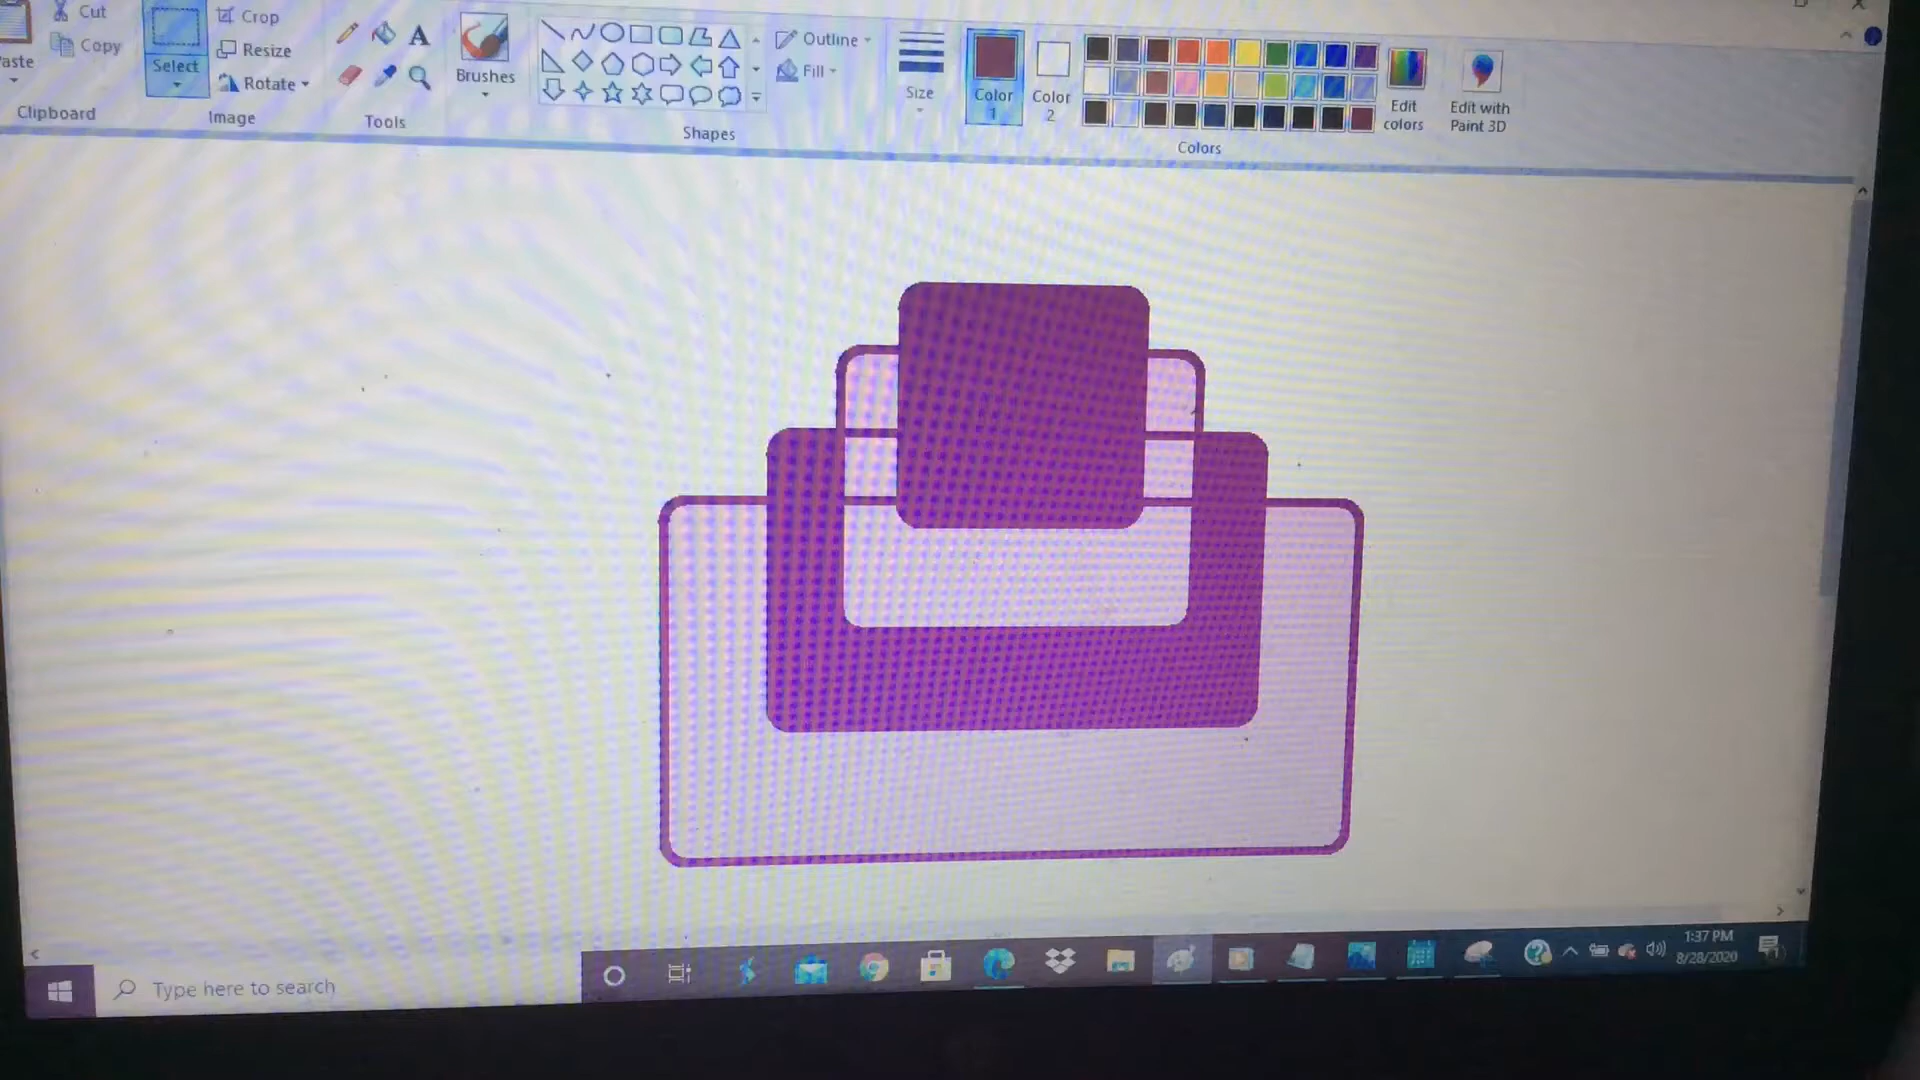 Cut
Copy
aste
Clipboard
Select
Crop
Resize
Rotate
Image
A
Tools
Brushes
Shapes
Outline
Fill
Size
Color
1
Color
2
Colors
Edit
colors
Edit with
Paint 3D
Type here to search
1:37 PM
8/28/2020